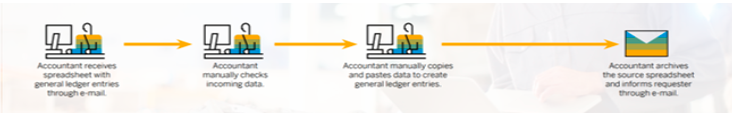 Accountant receives
spreadsheet with
general ledger entries
through e-mail.
Accountant
manually checks
incoming data.
Accountant manually copies
and pastes data to create
general ledger entries.
Accountant archives
the source spreadsheet
and informs requester
through e-mail.